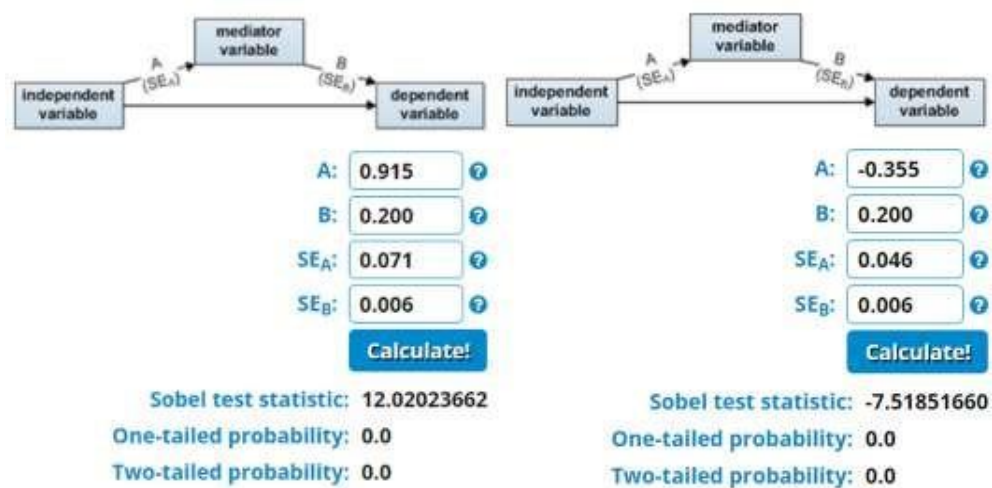 mediator
variable
A
(SEA)
B
(SEB)
independent
variable
dependent
variable
A: 0.915 ?
B: 0.200 ?
SEA: 0.071 ?
SEB: 0.006 ?
Calculate!
Sobel test statistic: 12.02023662
One-tailed probability: 0.0
Two-tailed probability: 0.0
mediator
variable
A
(SEA)
B
(SEB)
independent
variable
dependent
variable
A: -0.355 ?
B: 0.200 ?
SEA: 0.046 ?
SEB: 0.006 ?
Calculate!
Sobel test statistic: -7.51851660
One-tailed probability: 0.0
Two-tailed probability: 0.0